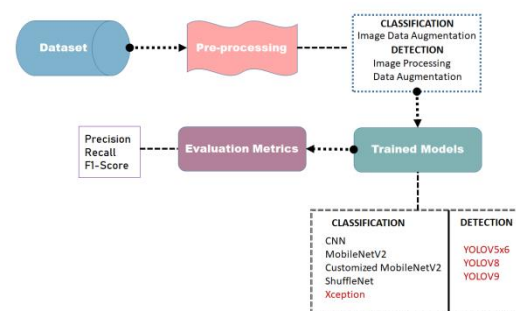 Dataset
Pre-processing
CLASSIFICATION
Image Data Augmentation
DETECTION
Image Processing
Data Augmentation
Precision
Recall
F1-Score
Evaluation Metrics
Trained Models
CLASSIFICATION
CNN
MobileNetV2
Customized MobileNetV2
ShuffleNet
Xception
DETECTION
YOLOV5x6
YOLOV8
YOLOV9